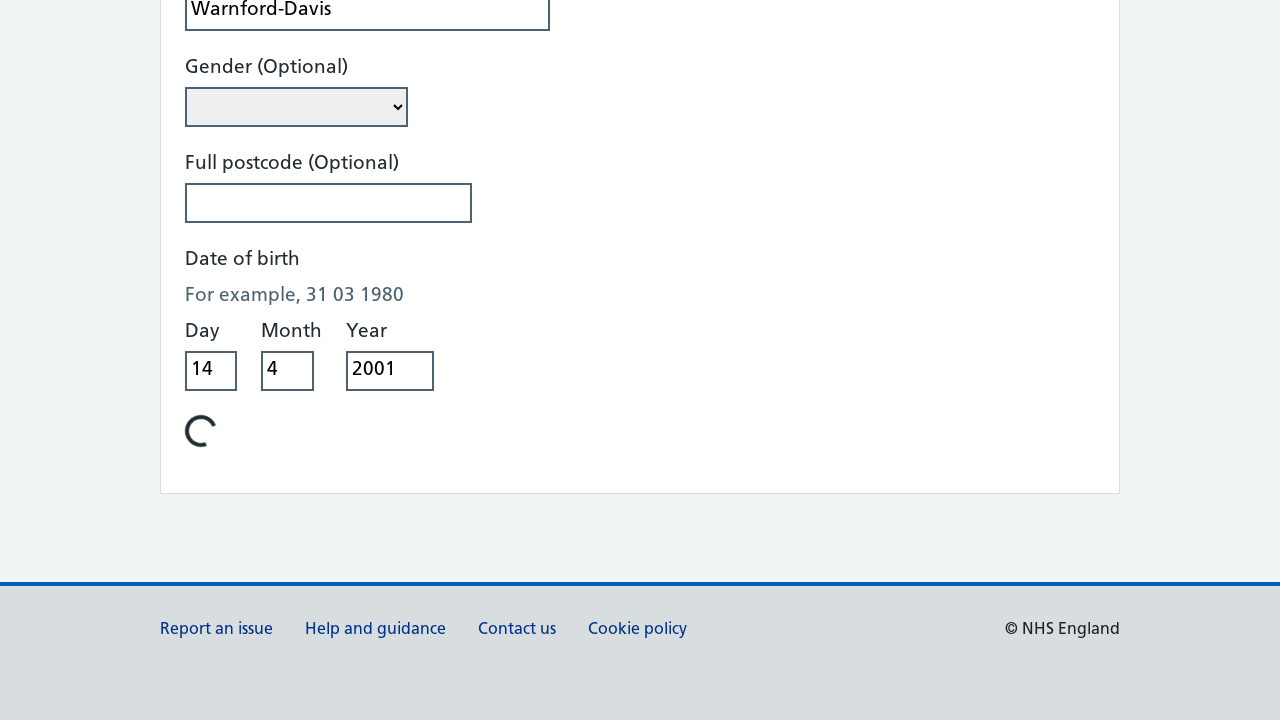 Warnford-Davis
Gender (Optional)
Full postcode (Optional)
Date of birth
For example, 31 03 1980
Day Month Year
14 4 2001
Report an issue Help and guidance Contact us Cookie policy © NHS England